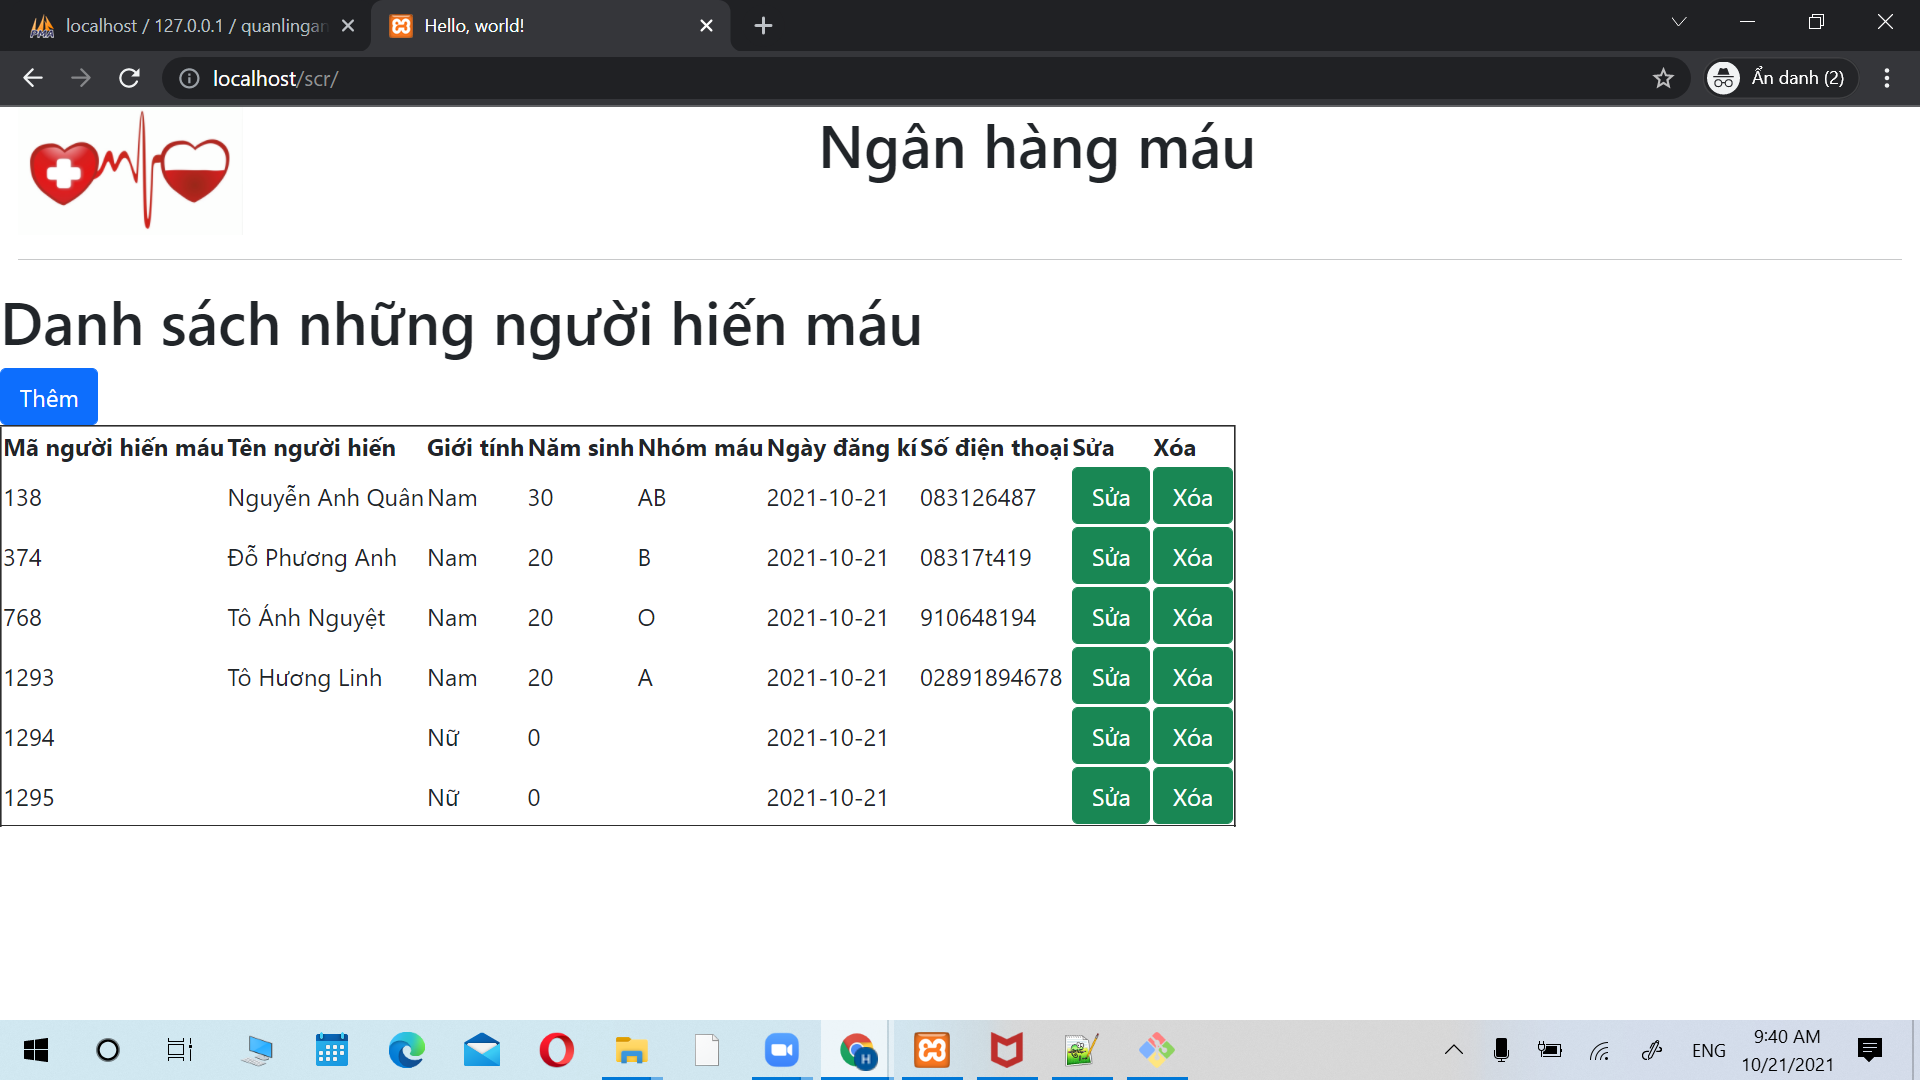 localhost / 127.0.0.1 / quanlingan
Hello, world!
localhost/scr/
Ẩn danh (2)
Ngân hàng máu
Danh sách những người hiến máu
Thêm
Mã người hiến máu Tên người hiến Giới tính Năm sinh Nhóm máu Ngày đăng kí Số điện thoại Sửa Xóa
138 Nguyễn Anh Quân Nam 30 AB 2021-10-21 083126487 Sửa Xóa
374 Đỗ Phương Anh Nam 20 B 2021-10-21 08317t419 Sửa Xóa
768 Tô Ánh Nguyệt Nam 20 O 2021-10-21 910648194 Sửa Xóa
1293 Tô Hương Linh Nam 20 A 2021-10-21 02891894678 Sửa Xóa
1294 Nữ 0 2021-10-21 Sửa Xóa
1295 Nữ 0 2021-10-21 Sửa Xóa
ENG
9:40 AM
10/21/2021